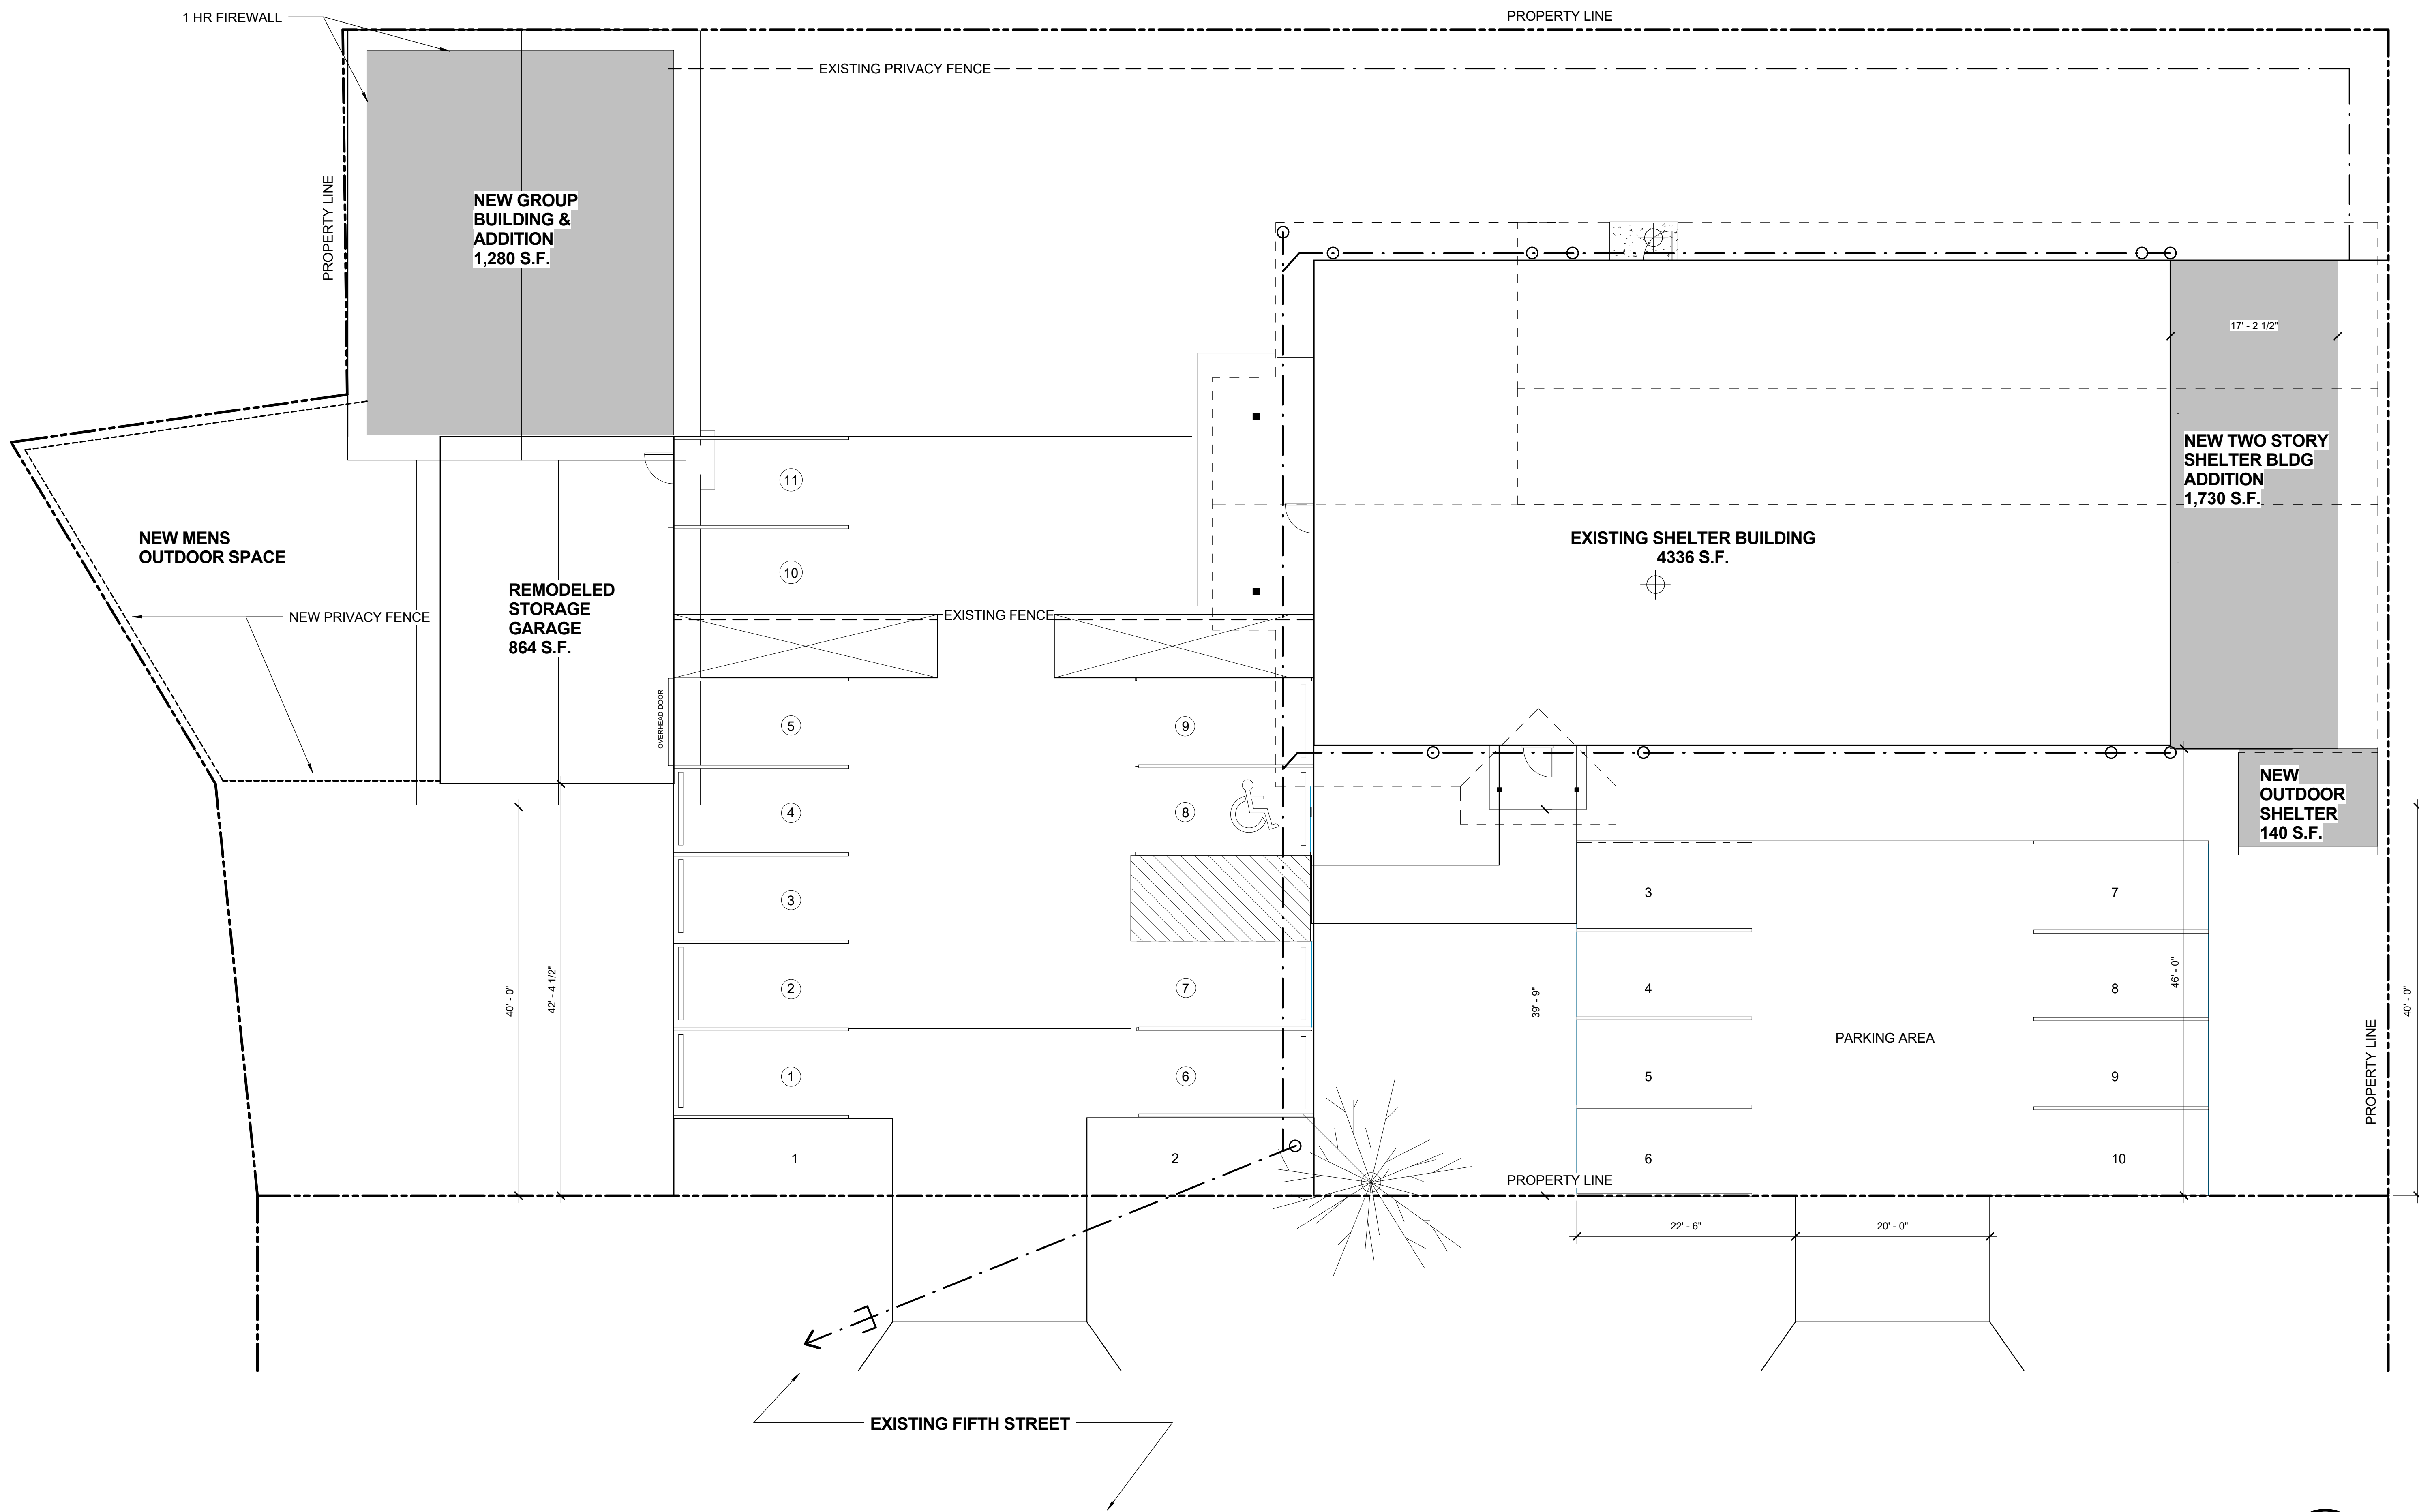 1 HR FIREWALL
PROPERTY LINE
EXISTING PRIVACY FENCE
PROPERTY LINE
NEW GROUP
BUILDING &
ADDITION
1,280 S.F.
17' - 2 1/2"
NEW TWO STORY
SHELTER BLDG
ADDITION
1,730 S.F.
11
NEW MENS
OUTDOOR SPACE
EXISTING SHELTER BUILDING
4336 S.F.
10
REMODELED
STORAGE
GARAGE
864 S.F.
NEW PRIVACY FENCE
EXISTING FENCE
OVERHEAD DOOR
5
9
4
8
NEW
OUTDOOR
SHELTER
140 S.F.
3
3
7
40' - 0"
42' - 4 1/2"
2
7
39' - 9"
4
8
46' - 0"
40' - 0"
PARKING AREA
PROPERTY LINE
1
6
5
9
1
2
6
10
PROPERTY LINE
22' - 6"
20' - 0"
EXISTING FIFTH STREET